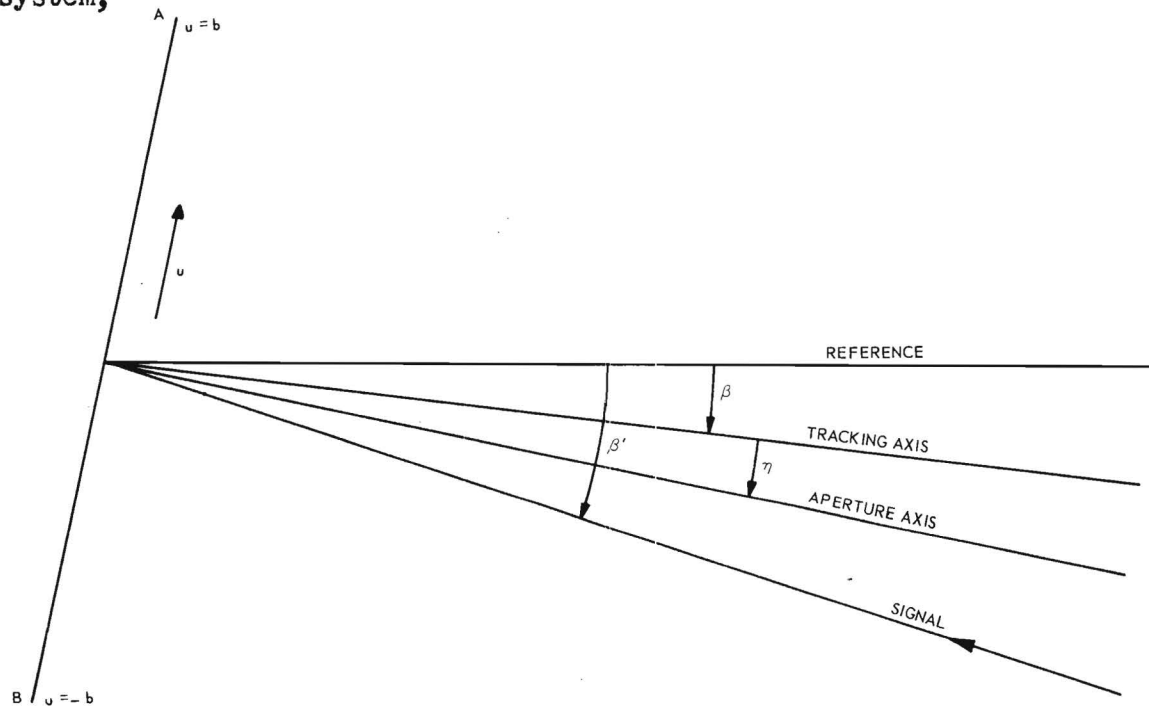 system,
A
u = b
u
REFERENCE
β
TRACKING AXIS
β'
η
APERTURE AXIS
SIGNAL
B
u = - b